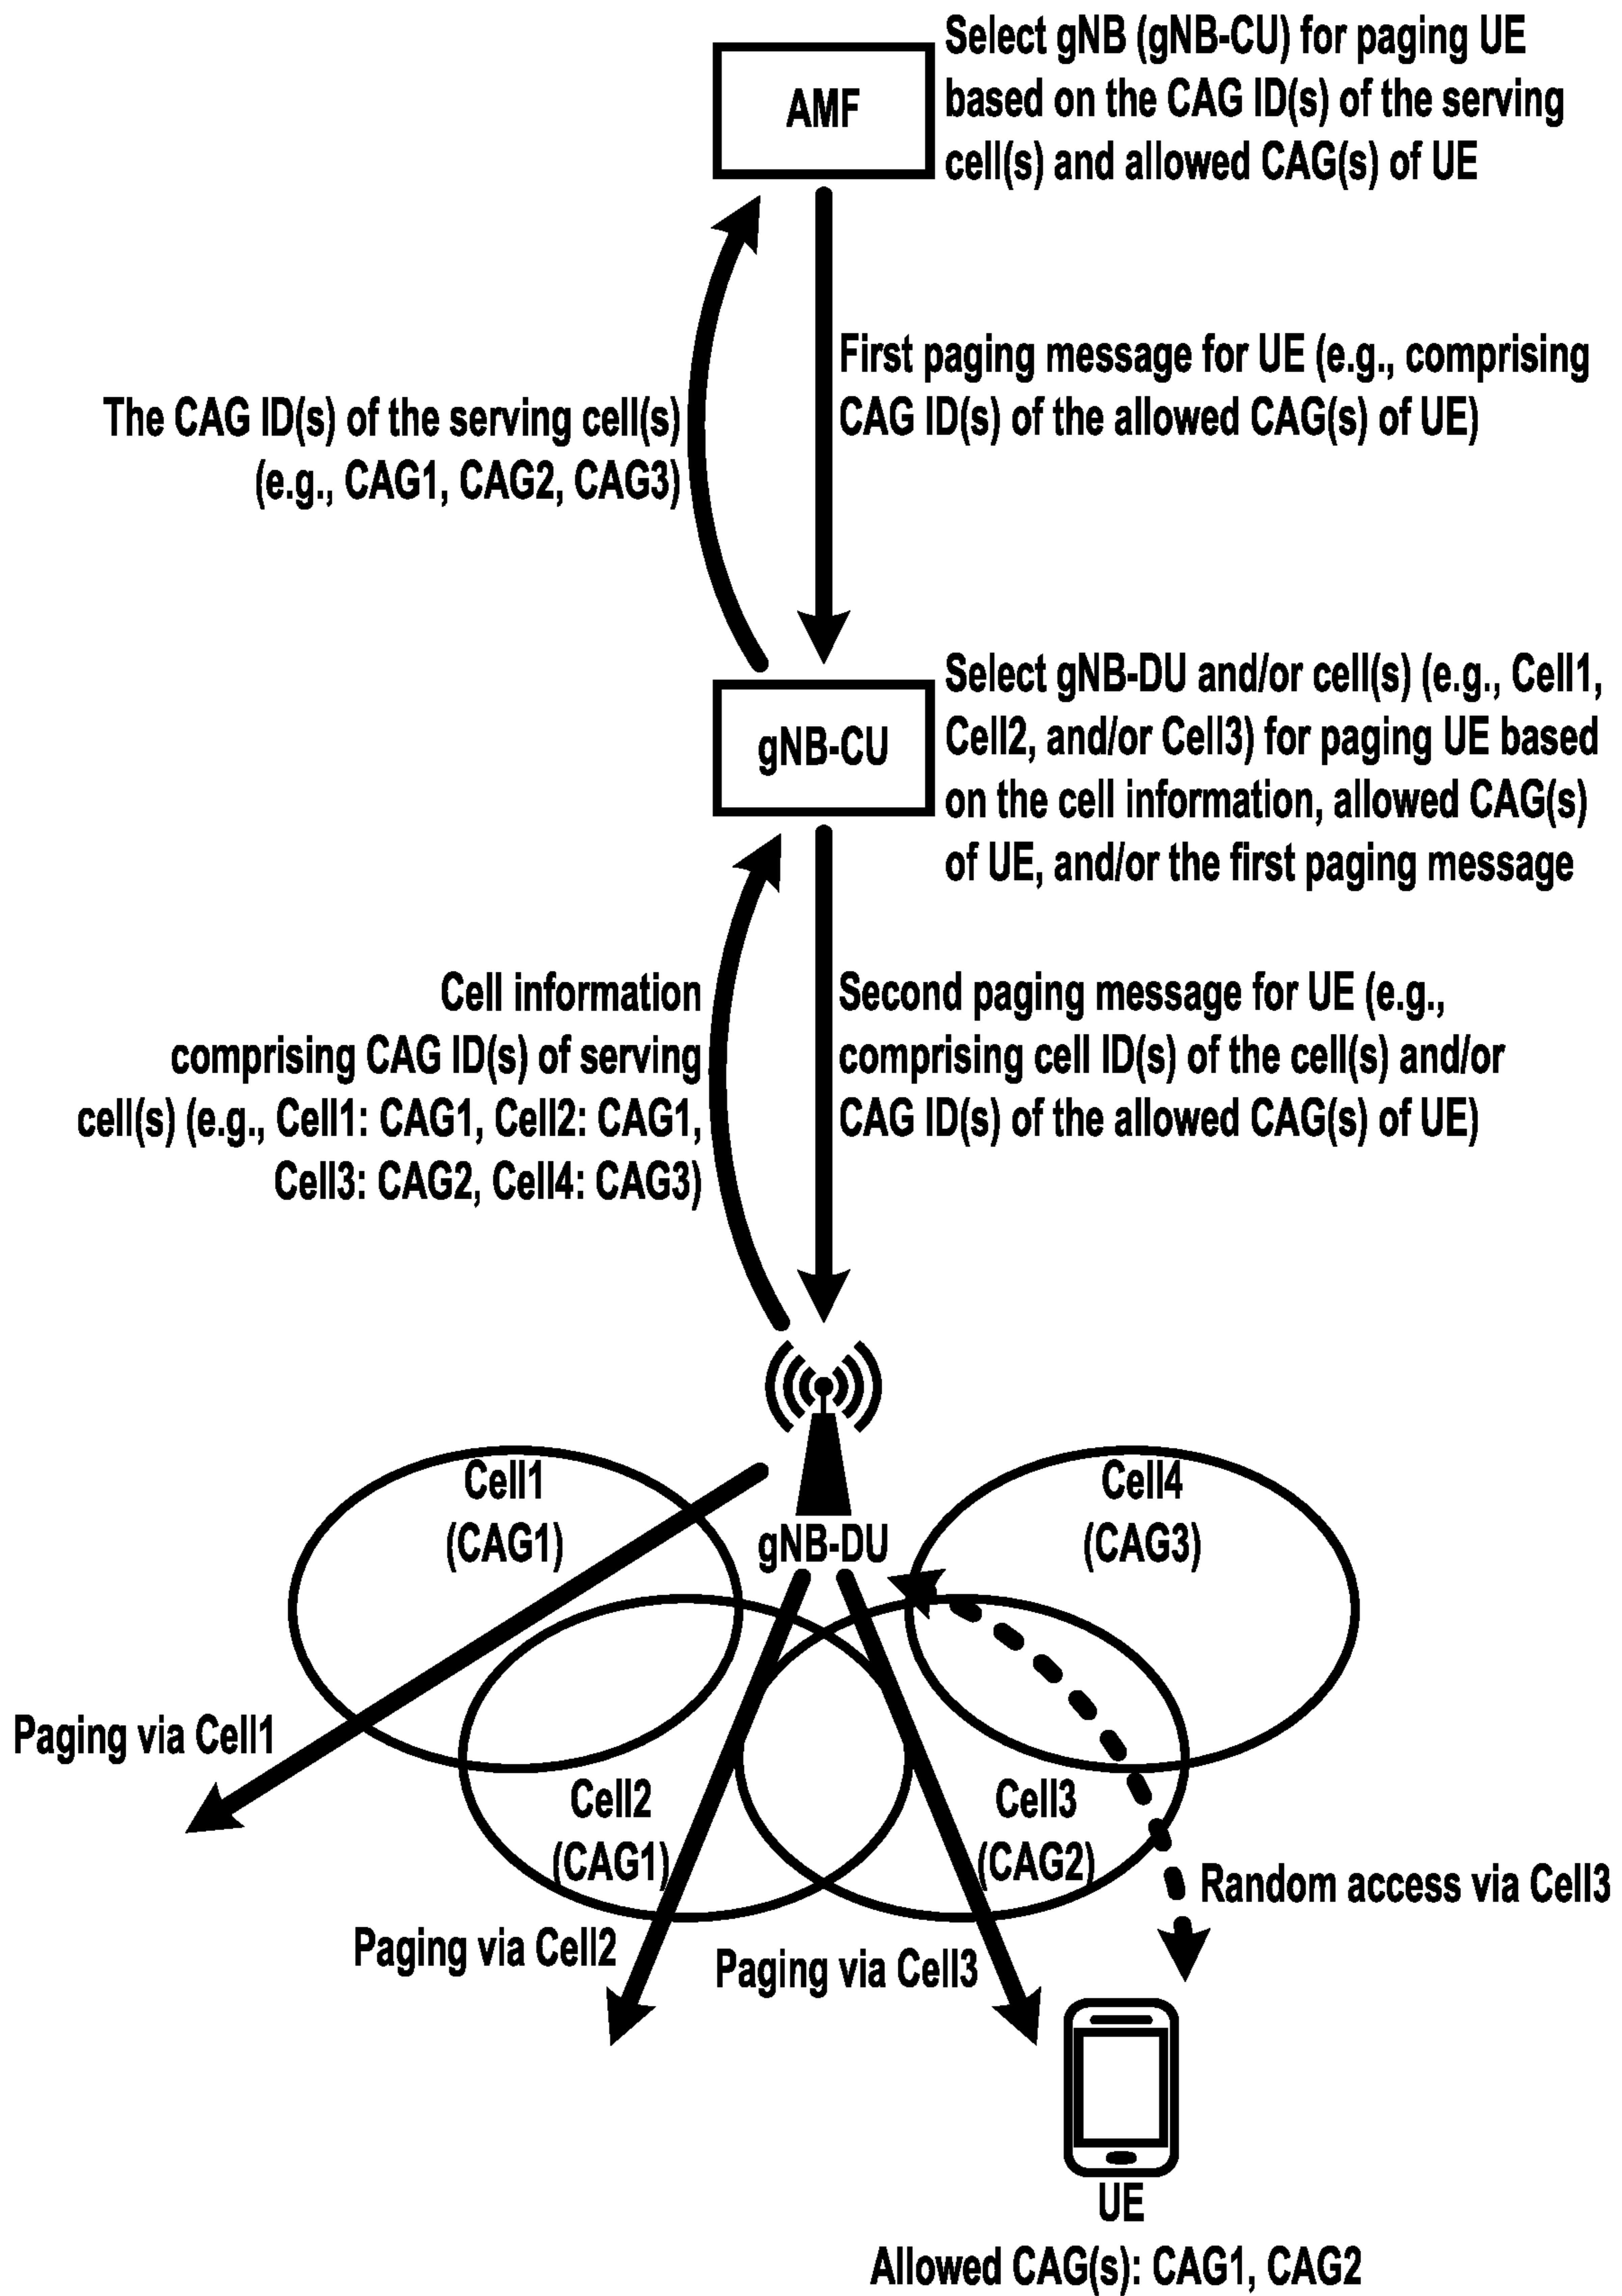 Select gNB (gNB-CU) for paging UE
based on the CAG ID(s) of the serving
cell(s) and allowed CAG(s) of UE
AMF
First paging message for UE (e.g., comprising
CAG ID(s) of the allowed CAG(s) of UE)
The CAG ID(s) of the serving cell(s)
(e.g., CAG1, CAG2, CAG3)
gNB-CU
Select gNB-DU and/or cell(s) (e.g., Cell1,
Cell2, and/or Cell3) for paging UE based
on the cell information, allowed CAG(s)
of UE, and/or the first paging message
Cell information
comprising CAG ID(s) of serving
cell(s) (e.g., Cell1: CAG1, Cell2: CAG1,
Cell3: CAG2, Cell4: CAG3)
Second paging message for UE (e.g.,
comprising cell ID(s) of the cell(s) and/or
CAG ID(s) of the allowed CAG(s) of UE)
Cell1
(CAG1)
gNB-DU
Cell4
(CAG3)
Paging via Cell1
Cell2
(CAG1)
Cell3
(CAG2)
Random access via Cell3
Paging via Cell2
Paging via Cell3
UE
Allowed CAG(s): CAG1, CAG2